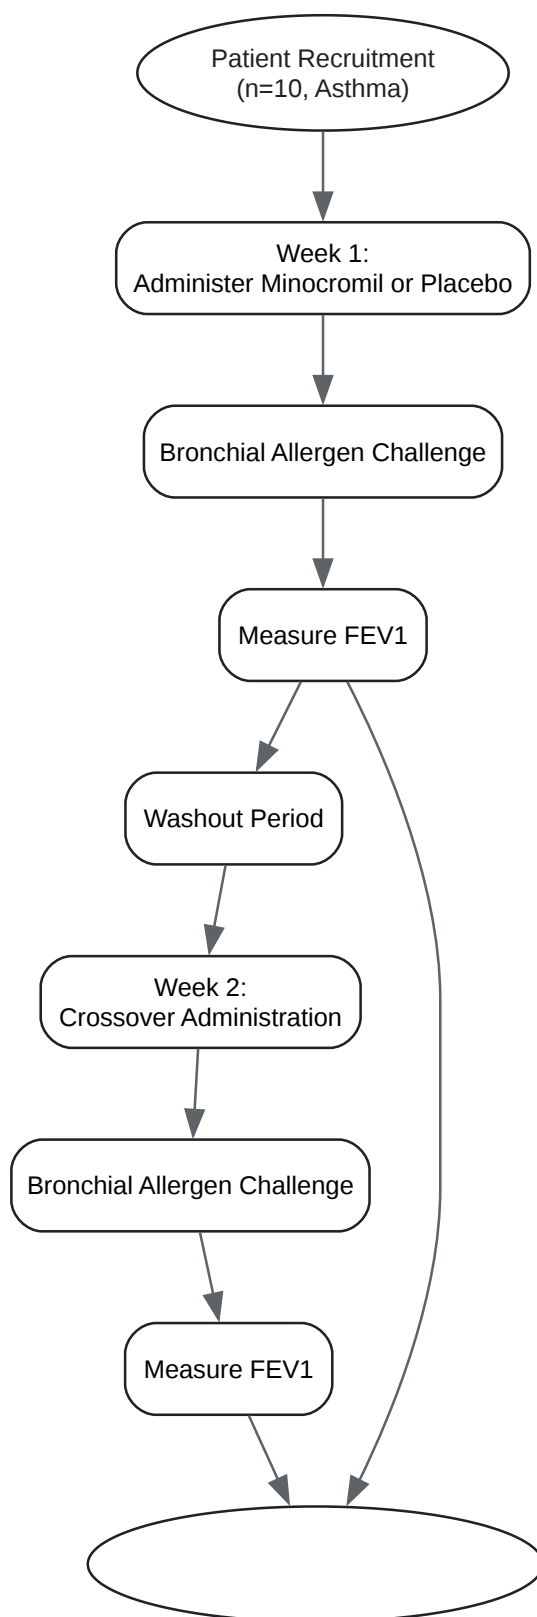 Patient Recruitment
(n=10, Asthma)
Week 1:
Administer Minocromil or Placebo
Bronchial Allergen Challenge
Measure FEV1
Washout Period
Week 2:
Crossover Administration
Bronchial Allergen Challenge
Measure FEV1